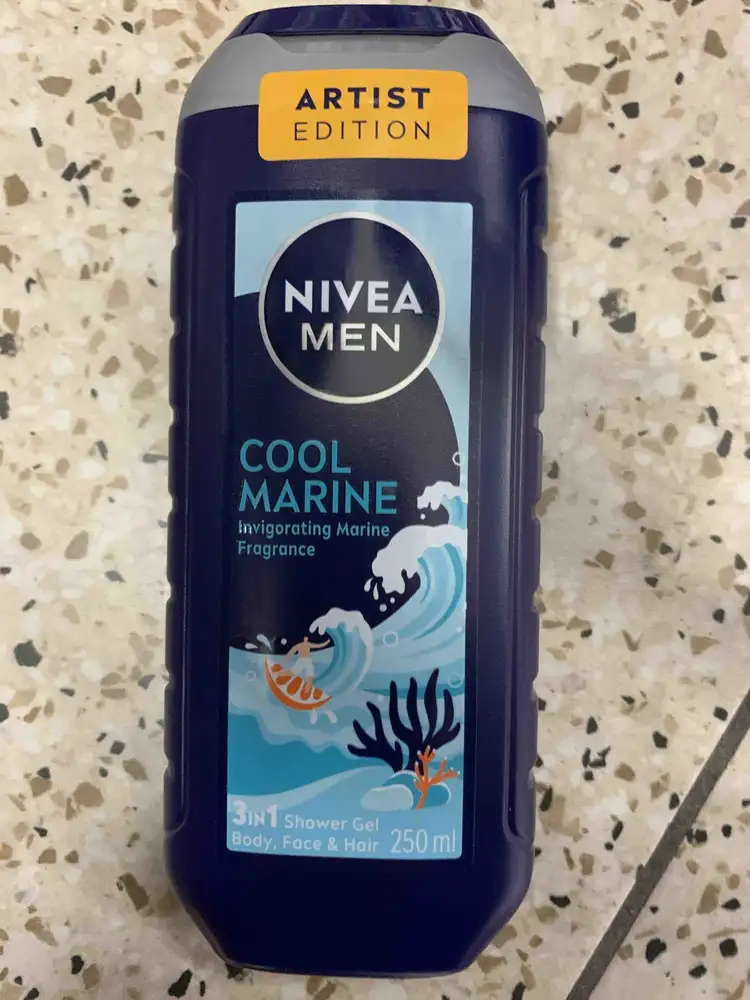 ARTIST
EDITION
NIVEA
MEN
COOL
MARINE
Invigorating Marine
Fragrance
3IN1 Shower Gel
Body, Face & Hair 250 ml